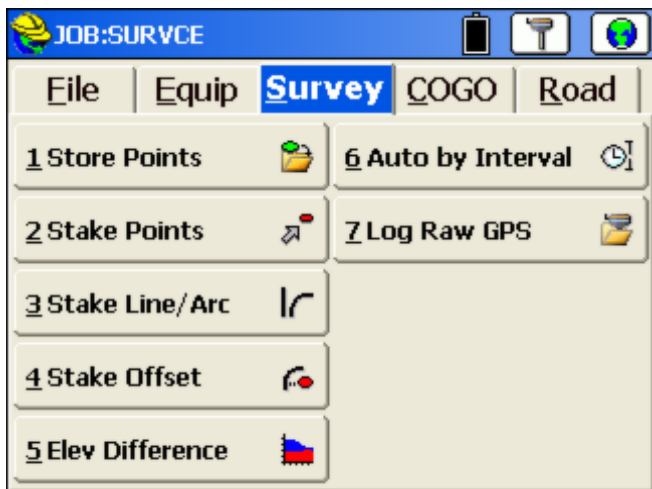 JOB:SURVCE
File Equip Survey COGO Road
1 Store Points
2 Stake Points
3 Stake Line/Arc
4 Stake Offset
5 Elev Difference
6 Auto by Interval
7 Log Raw GPS